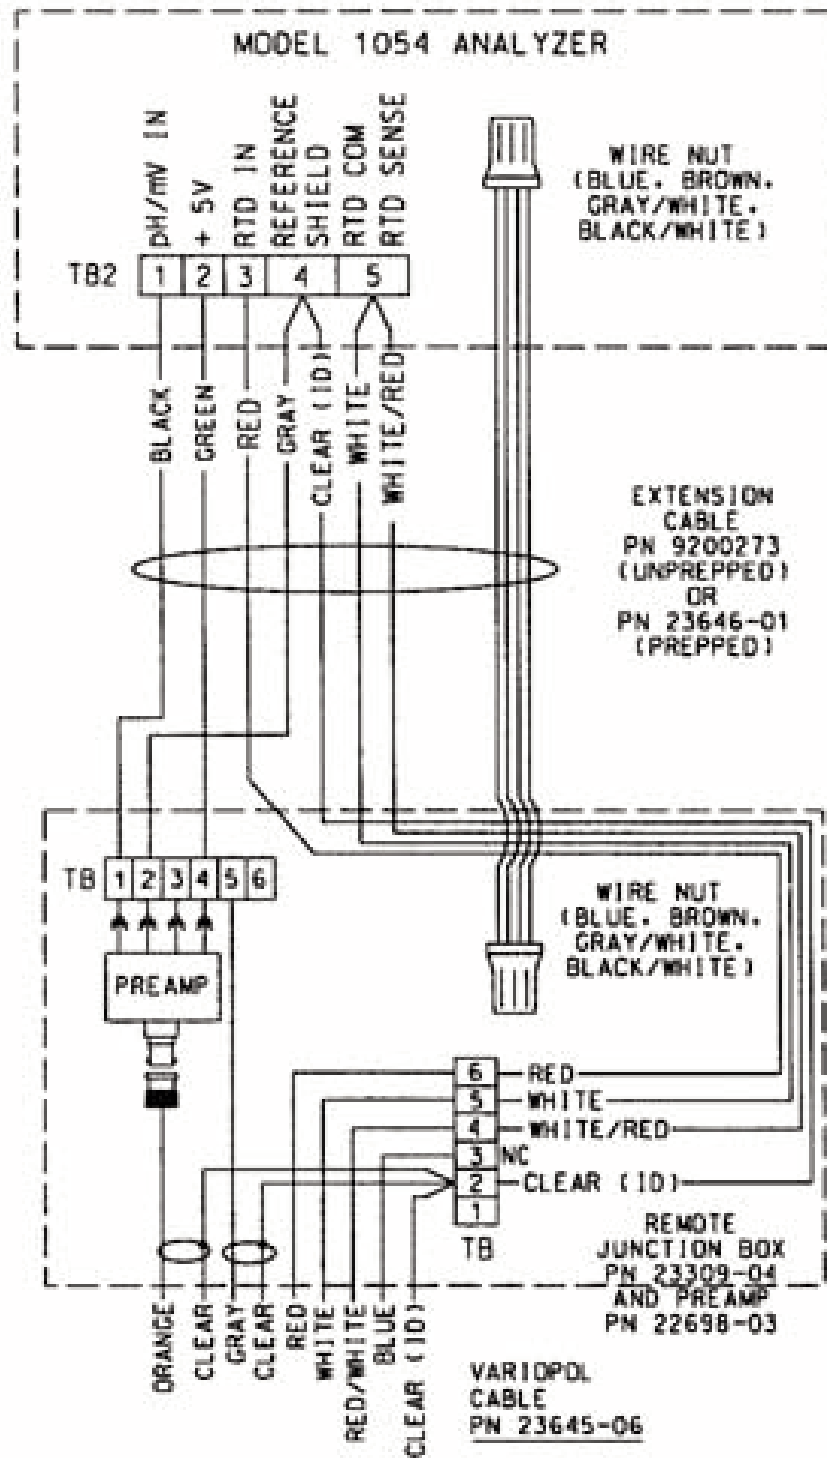 MODEL 1054 ANALYZER
pH/mV IN
+ 5V
RTD IN
REFERENCE
SHIELD
RTD COM
RTD SENSE
TB2 1 2 3 4 5
WIRE NUT
(BLUE. BROWN.
GRAY/WHITE.
BLACK/WHITE)
BLACK
GREEN
RED
GRAY
CLEAR (ID)
WHITE
WHITE/RED
EXTENSION
CABLE
PN 9200273
(UNPREPPED)
OR
PN 23646-01
(PREPPED)
TB 1 2 3 4 5 6
PREAMP
WIRE NUT
(BLUE. BROWN.
GRAY/WHITE.
BLACK/WHITE)
6 RED
5 WHITE
4 WHITE/RED
3 NC
2 CLEAR (ID)
1
TB
REMOTE
JUNCTION BOX
PN 23309-04
AND PREAMP
PN 22698-03
ORANGE
CLEAR
GRAY
CLEAR
RED
WHITE
RED/WHITE
BLUE
CLEAR (ID)
VARIOPOL
CABLE
PN 23645-06